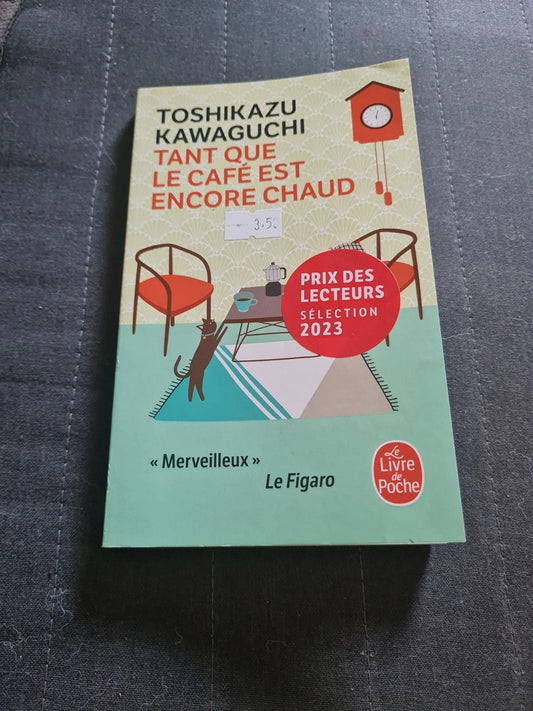 TOSHIKAZU
KAWAGUCHI
TANT QUE
LE CAFÉ EST
ENCORE CHAUD
PRIX DES
LECTEURS
SÉLECTION
2023
« Merveilleux »
Le Figaro
Le
Livre
de
Poche